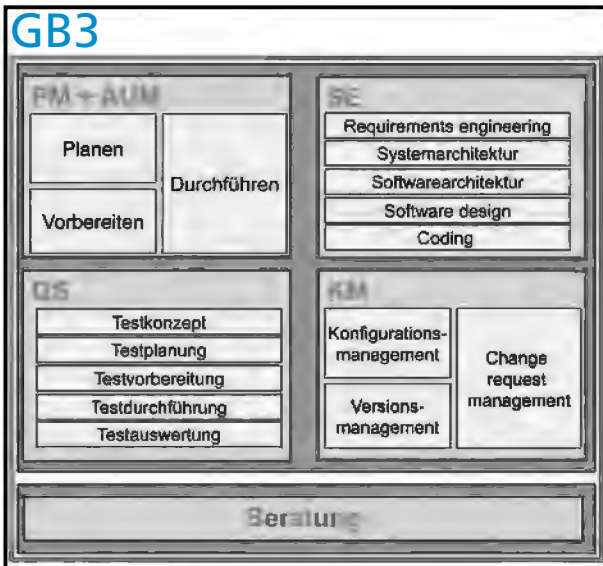 GB3
PM + AUM
Planen
Vorbereiten
Durchführen
SE
Requirements engineering
Systemarchitektur
Softwarearchitektur
Software design
Coding
QS
Testkonzept
Testplanung
Testvorbereitung
Testdurchführung
Testauswertung
KM
Konfigurations-
management
Versions-
management
Change
request
management
Beratung